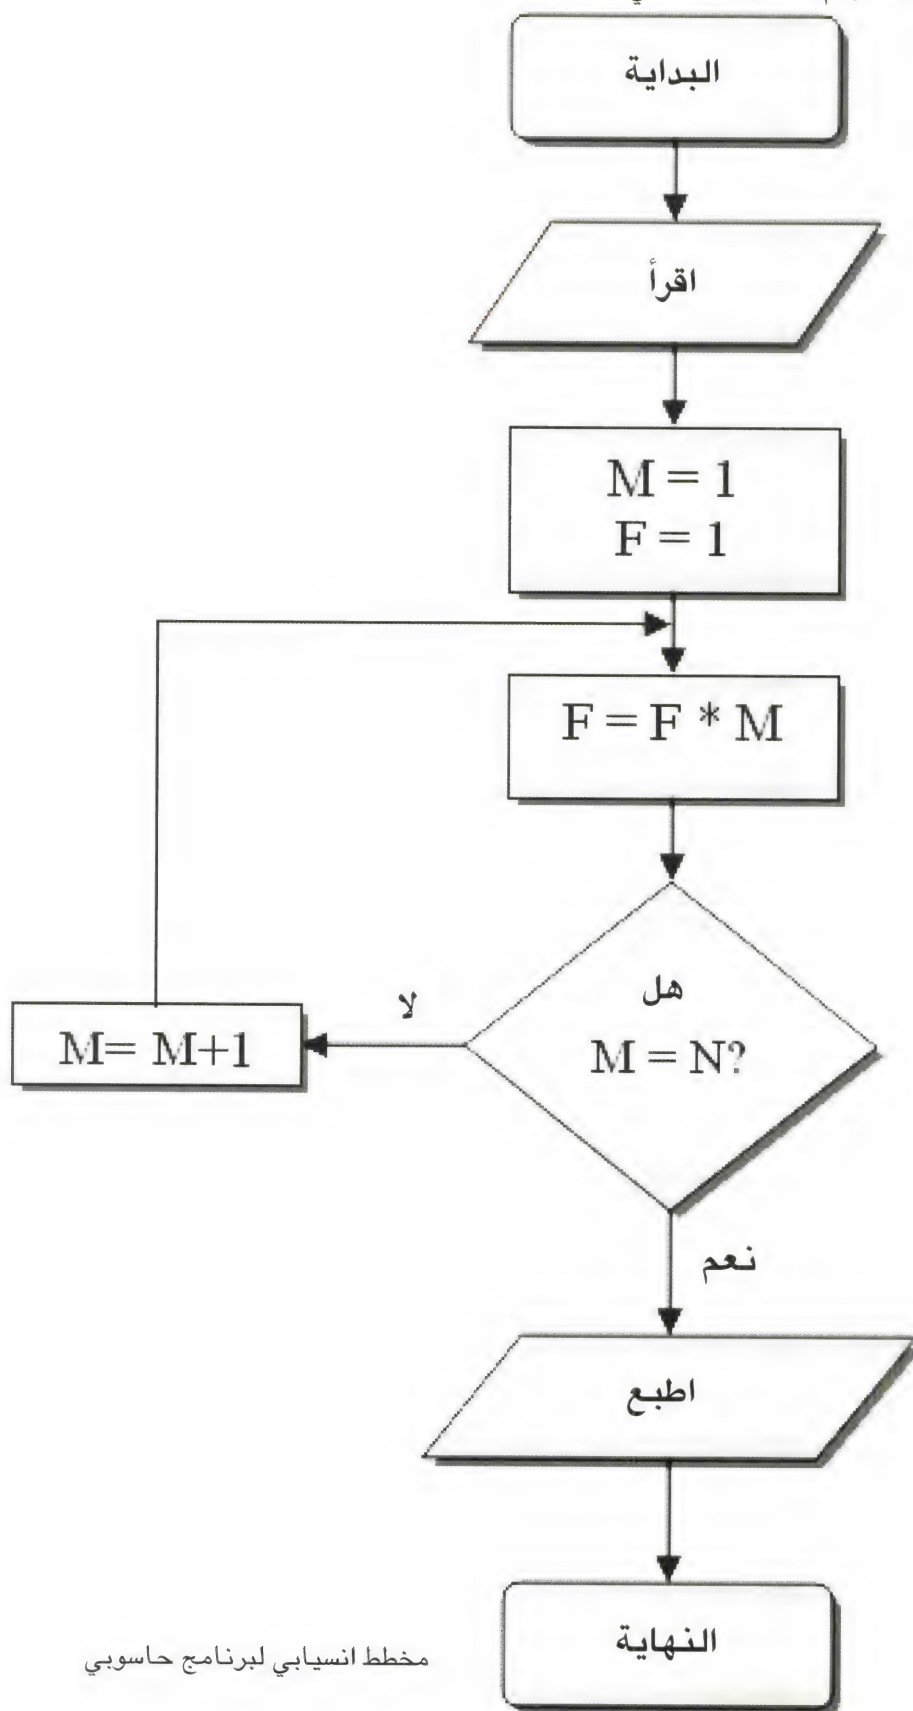 البداية
اقرأ
M = 1
F = 1
F = F * M
هل
M = N?
لا
M= M+1
نعم
اطبع
النهاية
مخطط انسيابي لبرنامج حاسوبي